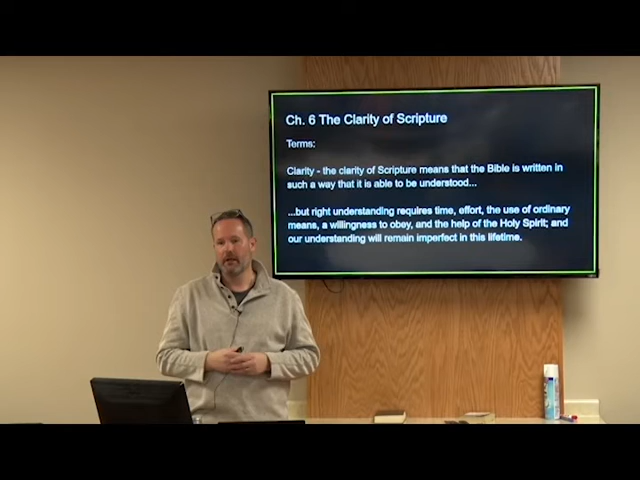 Ch. 6 The Clarity of Scripture
Terms:
Clarity - the clarity of Scripture means that the Bible is written in
such a way that it is able to be understood...
...but right understanding requires time, effort, the use of ordinary
means, a willingness to obey, and the help of the Holy Spirit; and
our understanding will remain imperfect in this lifetime.